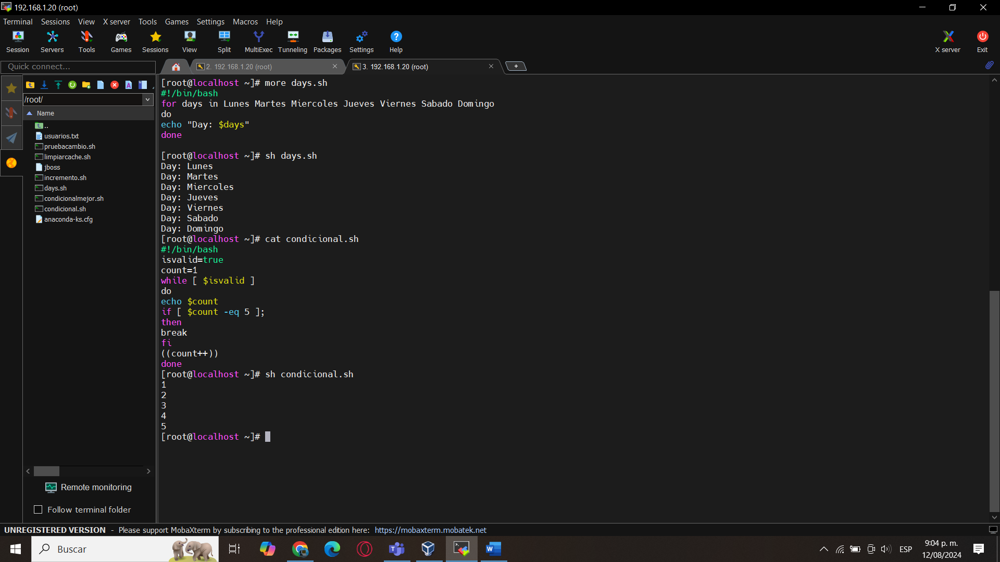 192.168.1.20 (root)
Terminal Sessions View X server Tools Games Settings Macros Help
Session Servers Tools Games Sessions View Split MultiExec Tunneling Packages Settings Help X server Exit
Quick connect...
2. 192.168.1.20 (root)
3. 192.168.1.20 (root)
/root/
Name
..
usuarios.txt
pruebacambio.sh
limpiarcache.sh
jboss
incremento.sh
days.sh
condicionalmejor.sh
condicional.sh
anaconda-ks.cfg
Remote monitoring
Follow terminal folder
[root@localhost ~]# more days.sh
#!/bin/bash
for days in Lunes Martes Miercoles Jueves Viernes Sabado Domingo
do
echo "Day: $days"
done
[root@localhost ~]# sh days.sh
Day: Lunes
Day: Martes
Day: Miercoles
Day: Jueves
Day: Viernes
Day: Sabado
Day: Domingo
[root@localhost ~]# cat condicional.sh
#!/bin/bash
isvalid=true
count=1
while [ $isvalid ]
do
echo $count
if [ $count -eq 5 ];
then
break
fi
((count++))
done
[root@localhost ~]# sh condicional.sh
1
2
3
4
5
[root@localhost ~]#
UNREGISTERED VERSION - Please support MobaXterm by subscribing to the professional edition here: https://mobaxterm.mobatek.net
Buscar
ESP
9:04 p. m.
12/08/2024